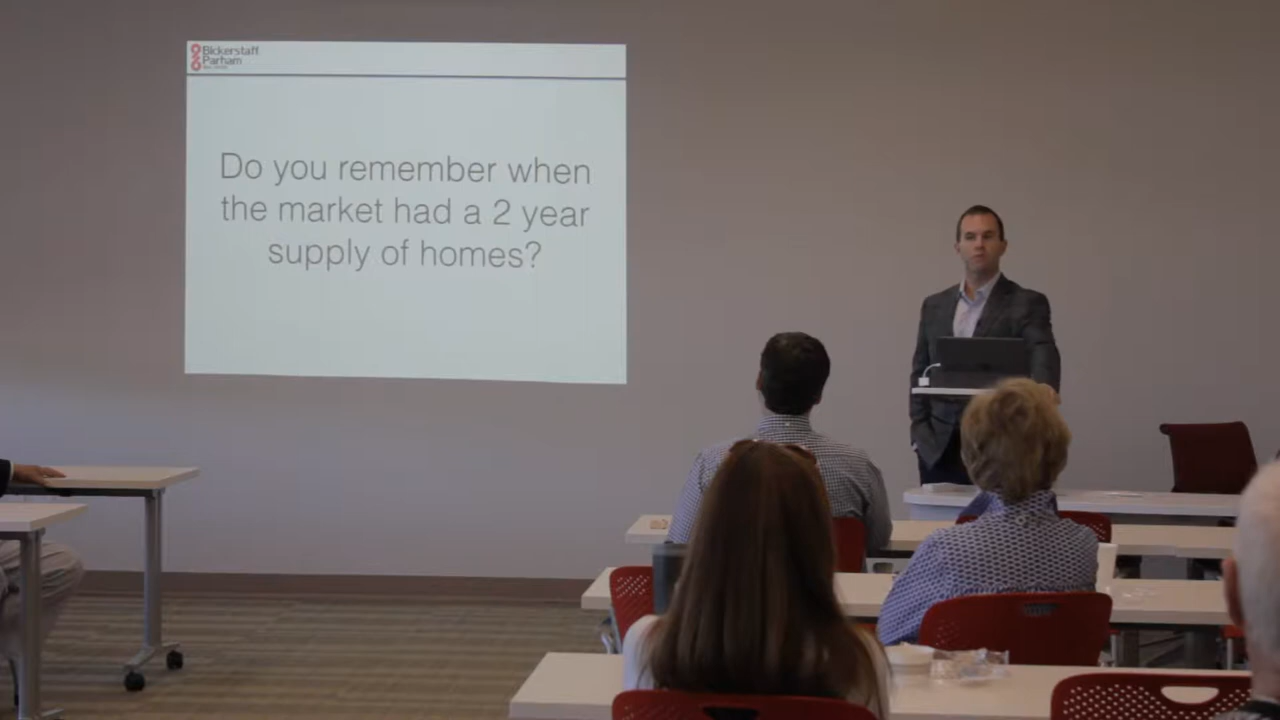 Bickerstaff
Parham
Do you remember when
the market had a 2 year
supply of homes?